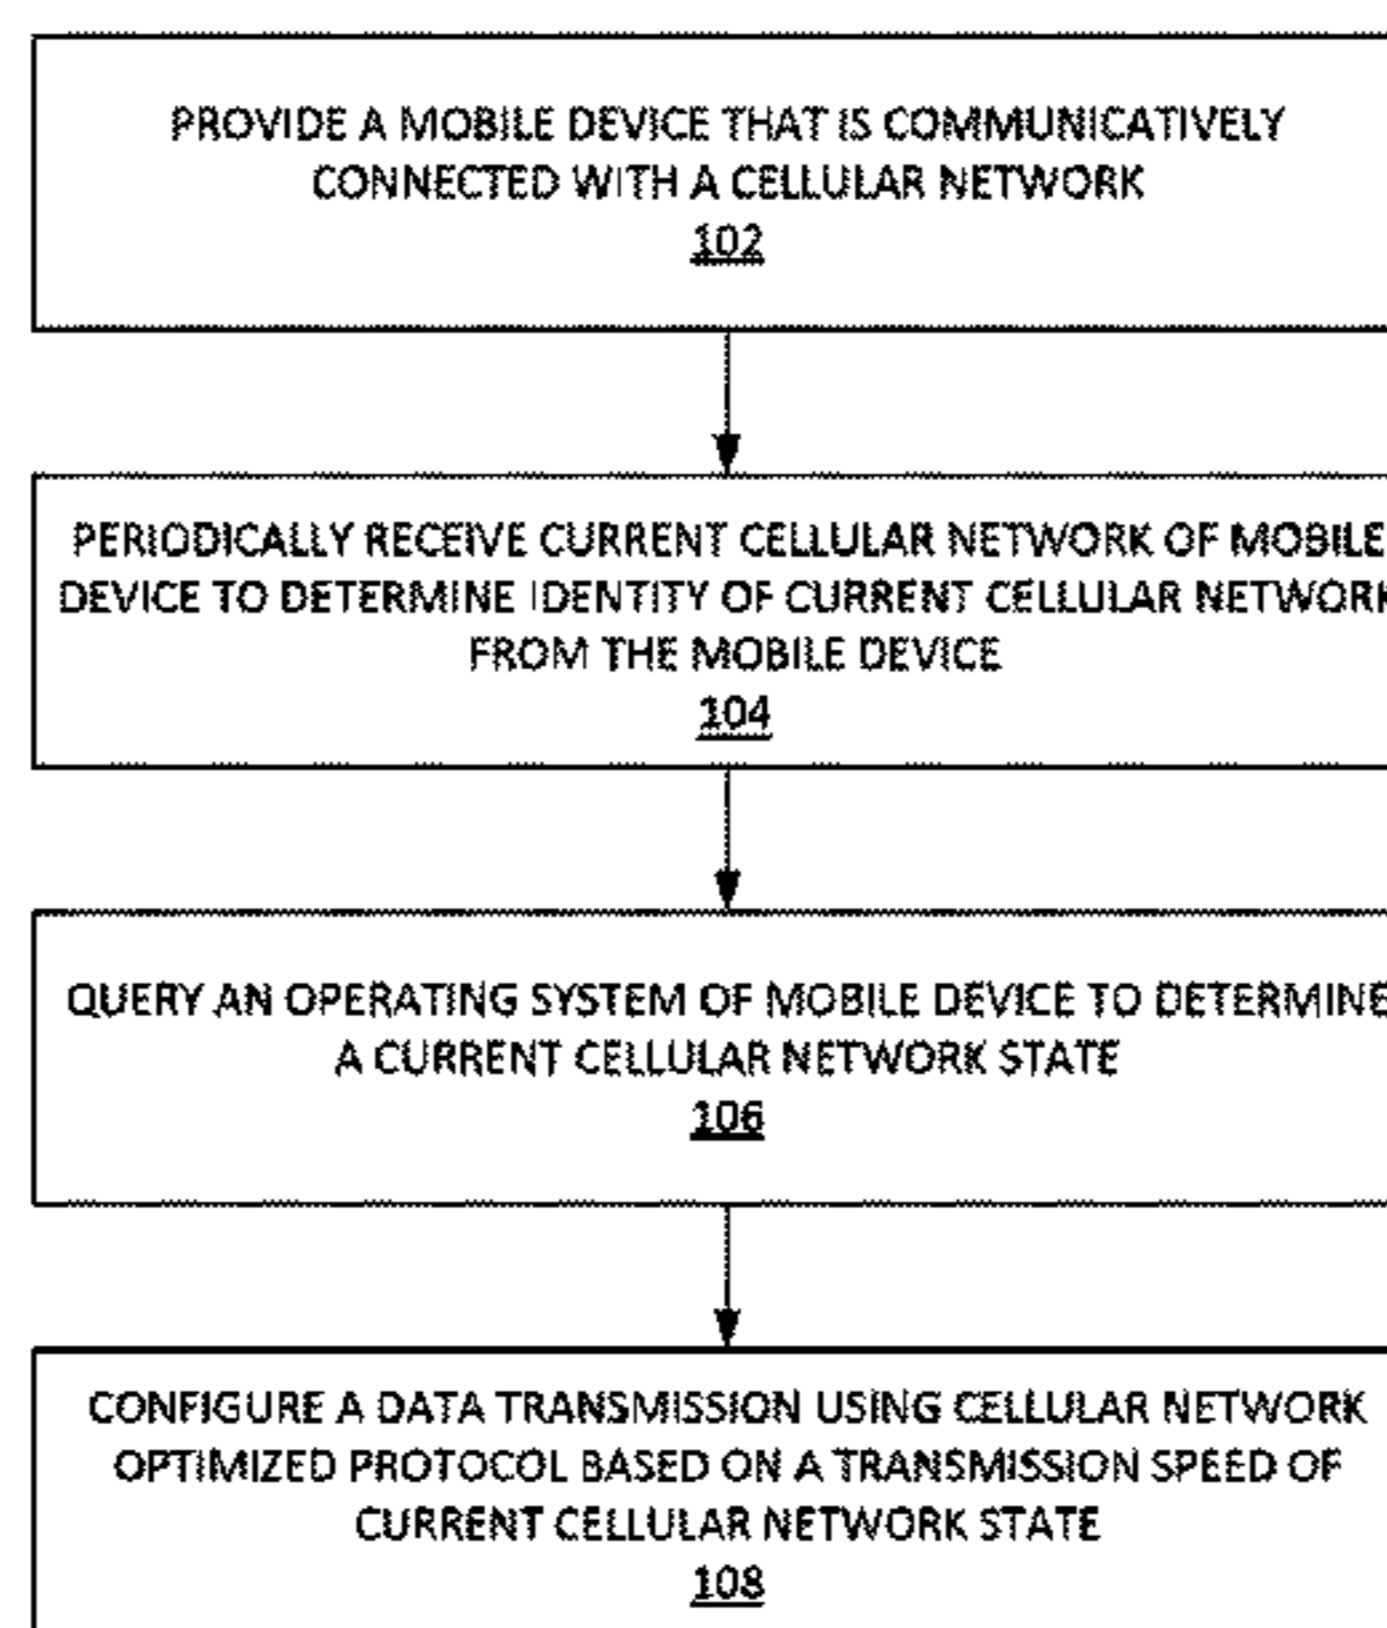 PROVIDE A MOBILE DEVICE THAT IS COMMUNICATIVELY
CONNECTED WITH A CELLULAR NETWORK
102
PERIODICALLY RECEIVE CURRENT CELLULAR NETWORK OF MOBILE
DEVICE TO DETERMINE IDENTITY OF CURRENT CELLULAR NETWORK
FROM THE MOBILE DEVICE
104
QUERY AN OPERATING SYSTEM OF MOBILE DEVICE TO DETERMINE
A CURRENT CELLULAR NETWORK STATE
106
CONFIGURE A DATA TRANSMISSION USING CELLULAR NETWORK
OPTIMIZED PROTOCOL BASED ON A TRANSMISSION SPEED OF
CURRENT CELLULAR NETWORK STATE
108